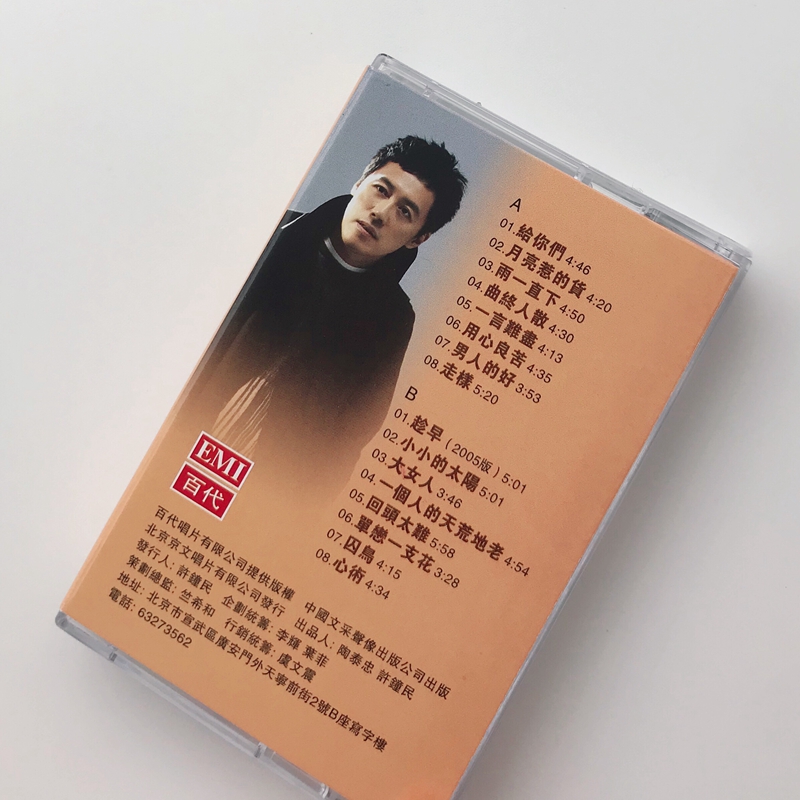 A
01.給你們 4:46
02.月亮惹的貨 4:20
03.雨一直下 4:50
04.曲終人散 4:30
05.一言難盡 4:13
06.用心良苦 4:35
07.男人的好 3:53
08.走樣 5:20
B
01.趁早（2005版）5:01
02.小小的太陽 5:01
03.大女人 3:46
04.一個人的天荒地老 4:54
05.回頭太難 5:58
06.單戀一支花 3:28
07.囚鳥 4:15
08.心術 4:34
EMI
百代
百代唱片有限公司提供版權 中國文采聲像出版公司出版
北京京文唱片有限公司發行 出品人: 陶泰忠 許鐘民
發行人: 許鐘民 企劃統籌: 李輝 葉菲
策劃總監: 竺希和 行銷統籌: 虞文震
地址: 北京市宣武區廣安門外天寧前街2號B座寫字樓
電話: 63273562